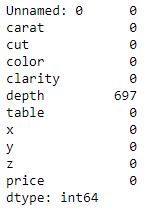 Unnamed: 0 0
carat 0
cut 0
color 0
clarity 0
depth 697
table 0
x 0
y 0
z 0
price 0
dtype: int64